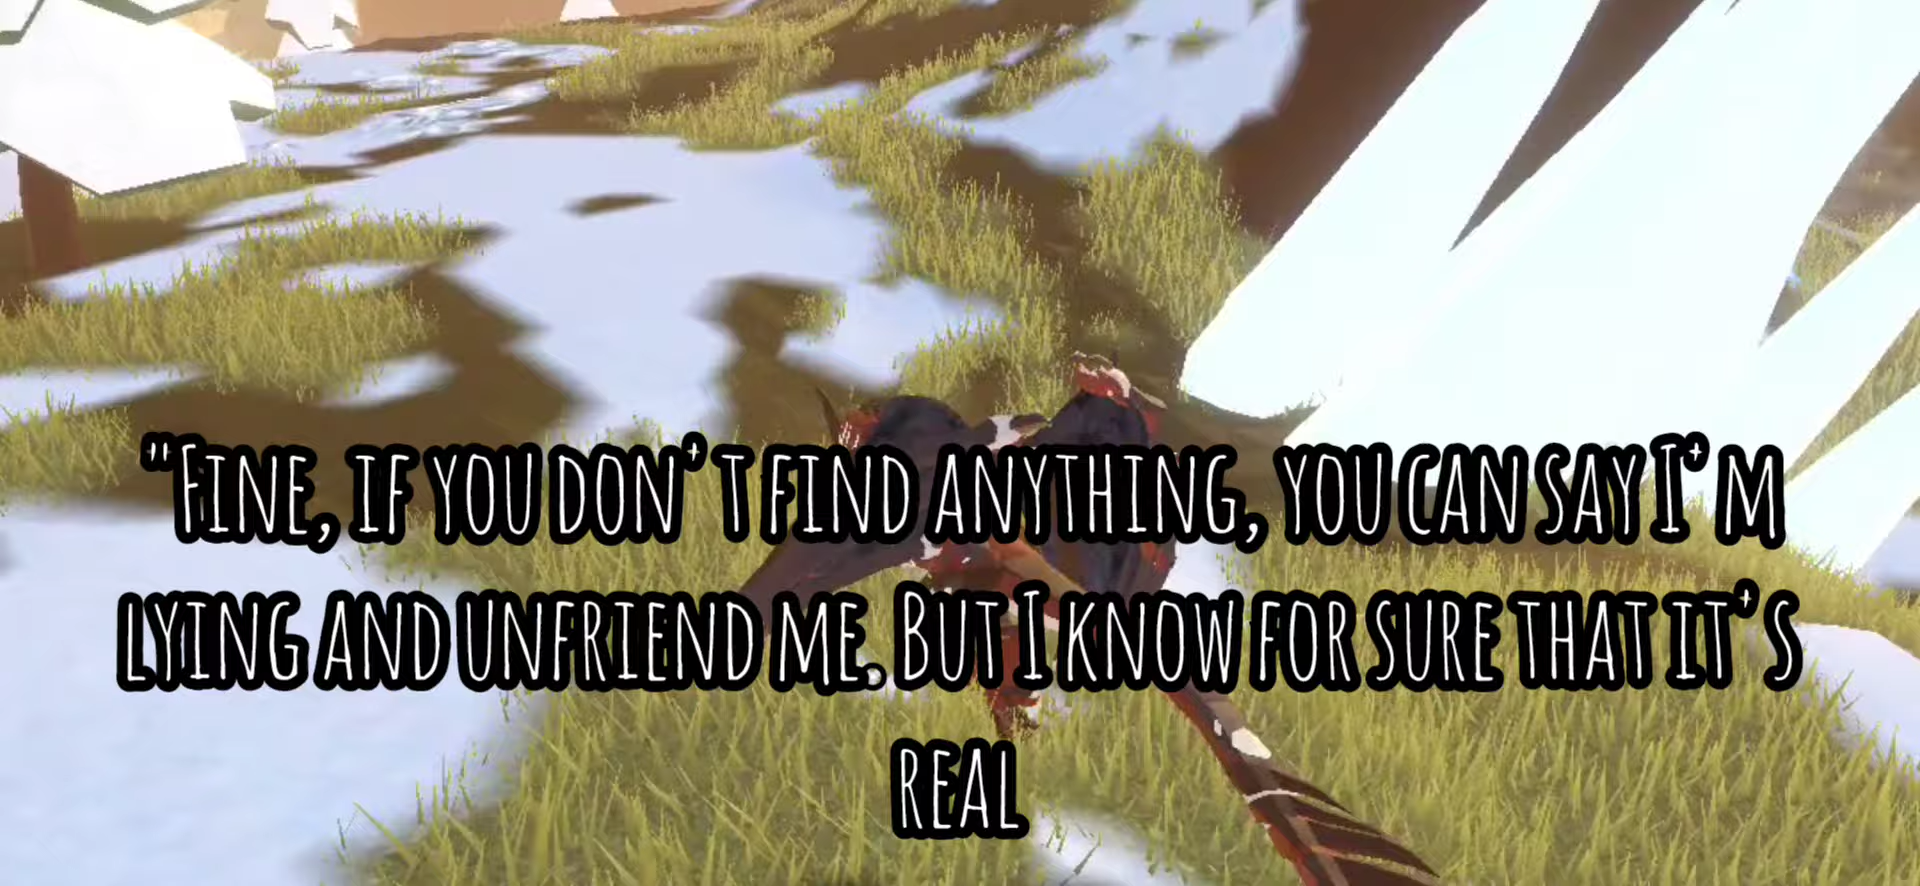 "Fine, if you don't find anything, you can say I'm
lying and unfriend me. But I know for sure that it's
real